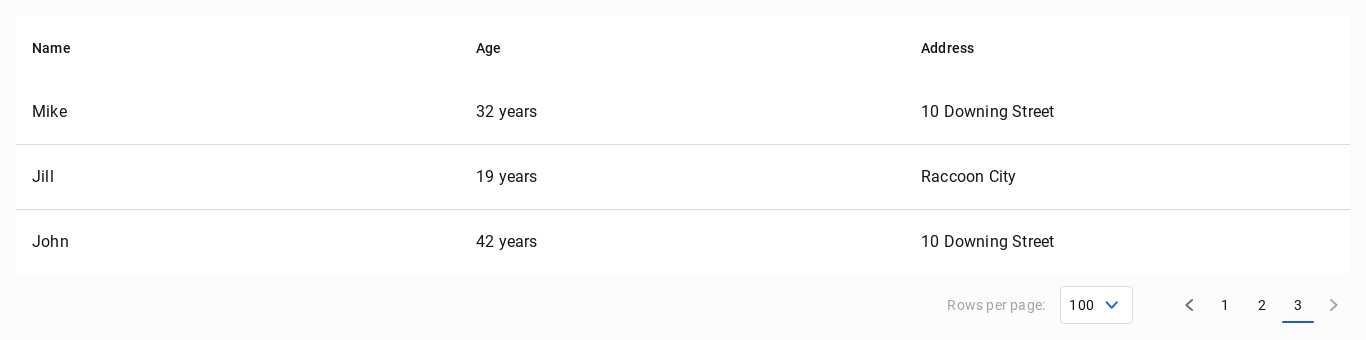 Name Age Address
Mike 32 years 10 Downing Street
Jill 19 years Raccoon City
John 42 years 10 Downing Street
Rows per page: 100 1 2 3